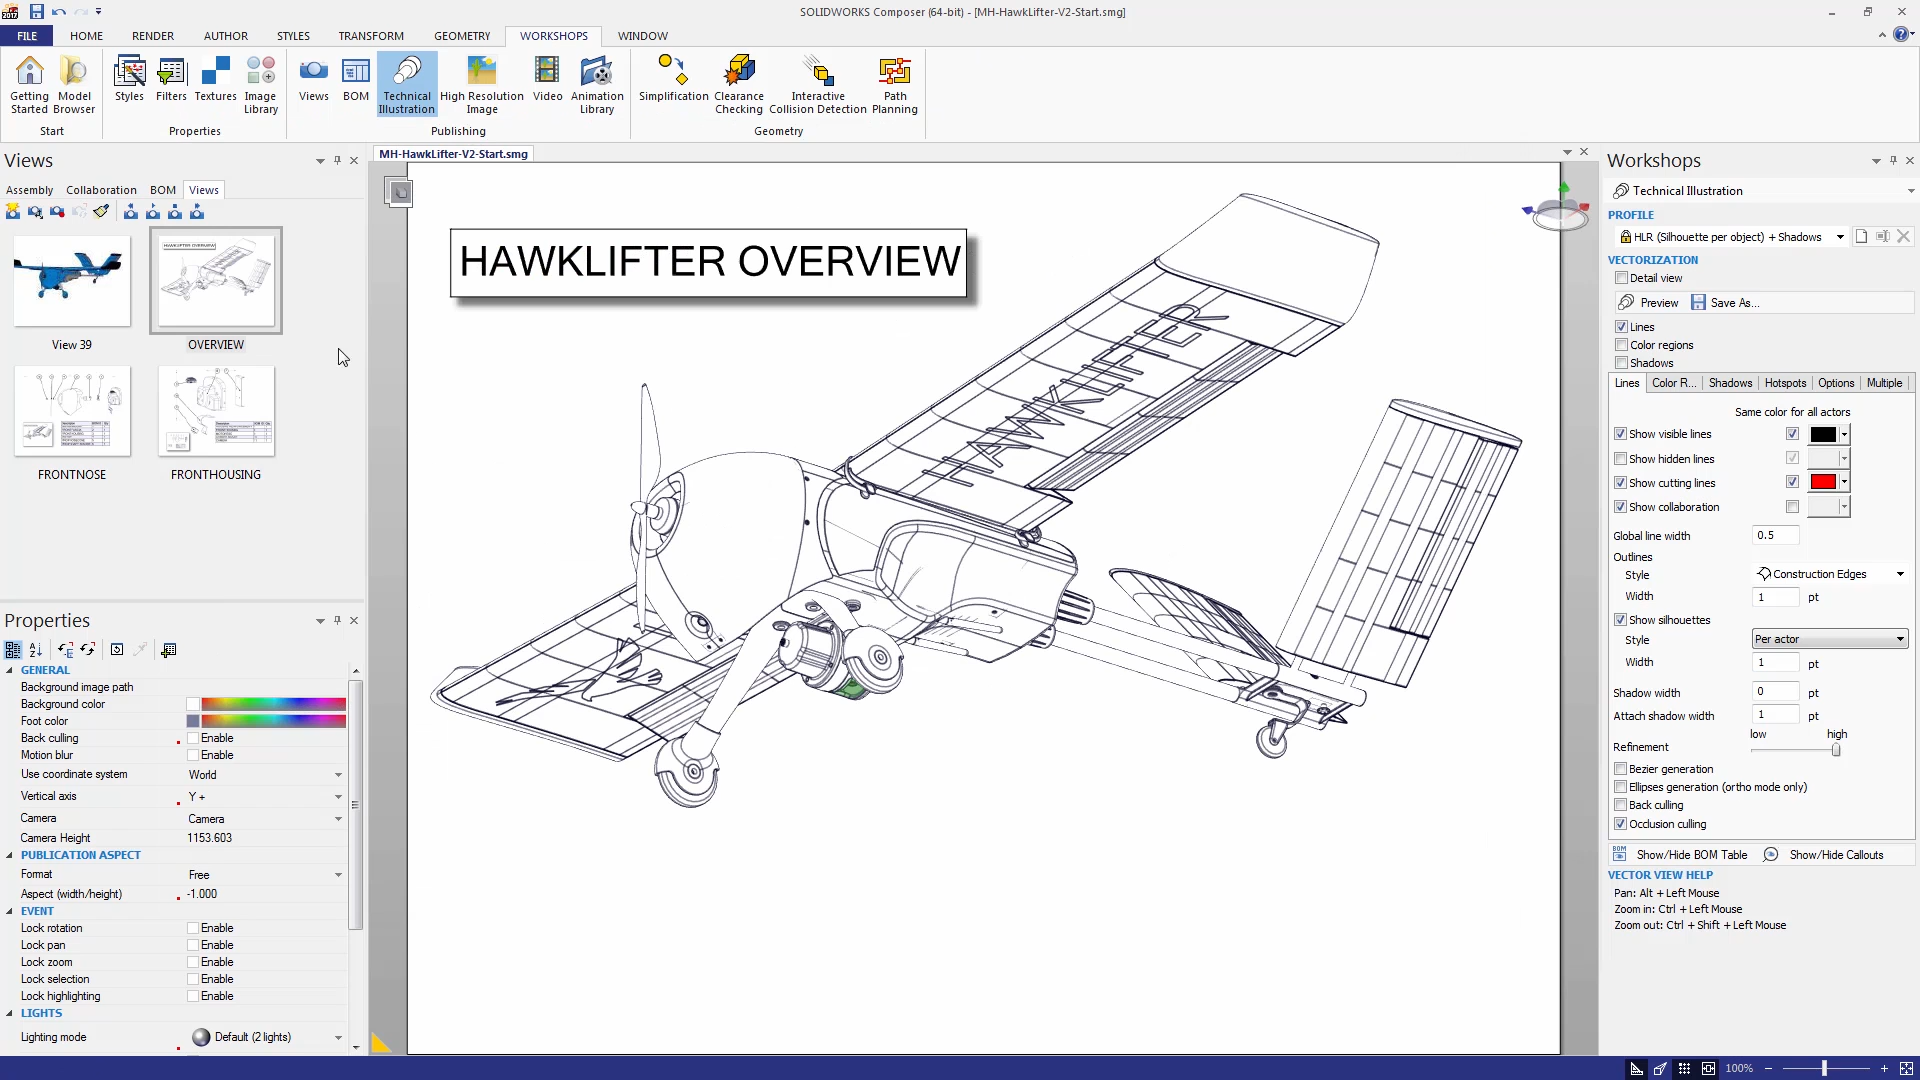 SOLIDWORKS Composer (64-bit) - [MH-HawkLifter-V2-Start.smg]
FILE HOME RENDER AUTHOR STYLES TRANSFORM GEOMETRY WORKSHOPS WINDOW
Getting Started
Model Browser
Styles
Filters
Textures
Image Library
Views
BOM
Technical Illustration
High Resolution Image
Video
Animation Library
Simplification
Clearance Checking
Interactive Collision Detection
Path Planning
Start
Properties
Publishing
Geometry
Views
Assembly Collaboration BOM Views
View 39
OVERVIEW
FRONTNOSE
FRONTHOUSING
Properties
GENERAL
Background image path
Background color
Foot color
Back culling Enable
Motion blur Enable
Use coordinate system World
Vertical axis Y +
Camera Camera
Camera Height 1153.603
PUBLICATION ASPECT
Format Free
Aspect (width/height) -1.000
EVENT
Lock rotation Enable
Lock pan Enable
Lock zoom Enable
Lock selection Enable
Lock highlighting Enable
LIGHTS
Lighting mode Default (2 lights)
MH-HawkLifter-V2-Start.smg
HAWKLIFTER OVERVIEW
HAWKLIFTER
Workshops
Technical Illustration
PROFILE
HLR (Silhouette per object) + Shadows
VECTORIZATION
Detail view
Preview Save As...
Lines
Color regions
Shadows
Lines Color R... Shadows Hotspots Options Multiple
Same color for all actors
Show visible lines
Show hidden lines
Show cutting lines
Show collaboration
Global line width 0.5
Outlines
Style Construction Edges
Width 1 pt
Show silhouettes
Style Per actor
Width 1 pt
Shadow width 0 pt
Attach shadow width 1 pt
low high
Refinement
Bezier generation
Ellipses generation (ortho mode only)
Back culling
Occlusion culling
BOM Show/Hide BOM Table Show/Hide Callouts
VECTOR VIEW HELP
Pan: Alt + Left Mouse
Zoom in: Ctrl + Left Mouse
Zoom out: Ctrl + Shift + Left Mouse
100%